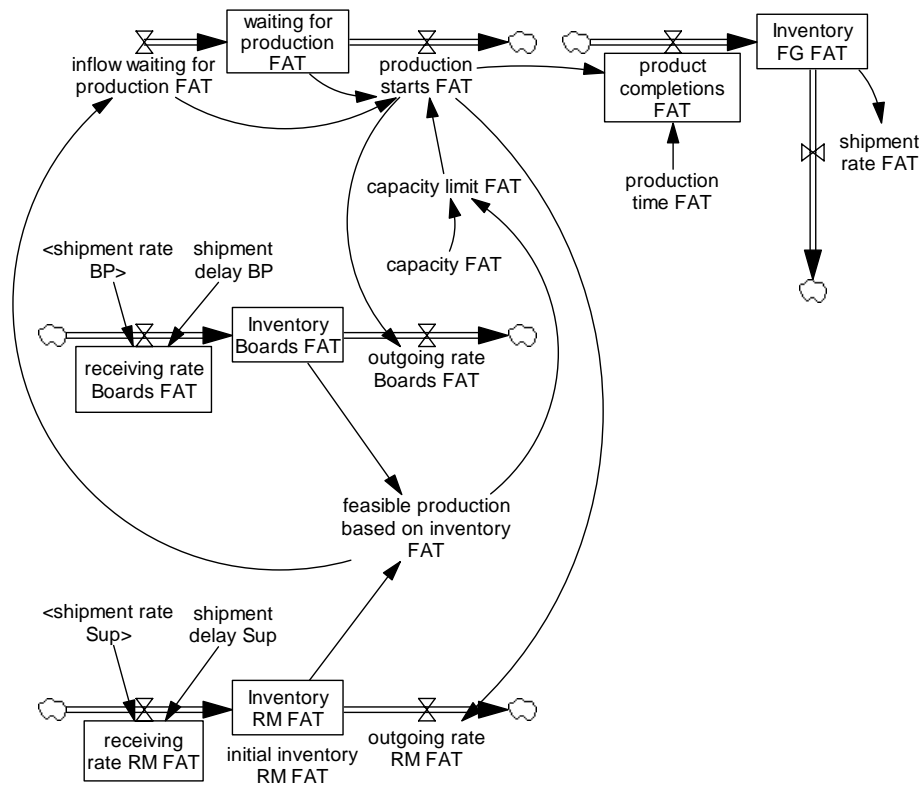 waiting for
production
FAT
inflow waiting for
production FAT
production
starts FAT
product
completions
FAT
Inventory
FG FAT
shipment
rate FAT
production
time FAT
capacity limit FAT
capacity FAT
<shipment rate
BP>
shipment
delay BP
receiving rate
Boards FAT
Inventory
Boards FAT
outgoing rate
Boards FAT
feasible production
based on inventory
FAT
<shipment rate
Sup>
shipment
delay Sup
receiving
rate RM FAT
Inventory
RM FAT
initial inventory
RM FAT
outgoing rate
RM FAT